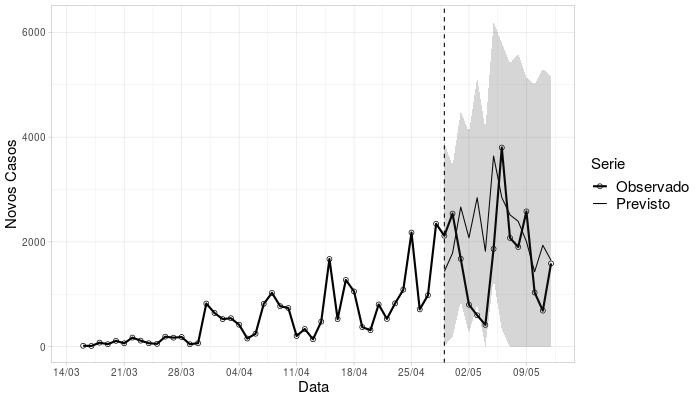 Novos Casos
6000
4000
2000
0
14/03 21/03 28/03 04/04 11/04 18/04 25/04 02/05 09/05
Data
Serie
Observado
Previsto